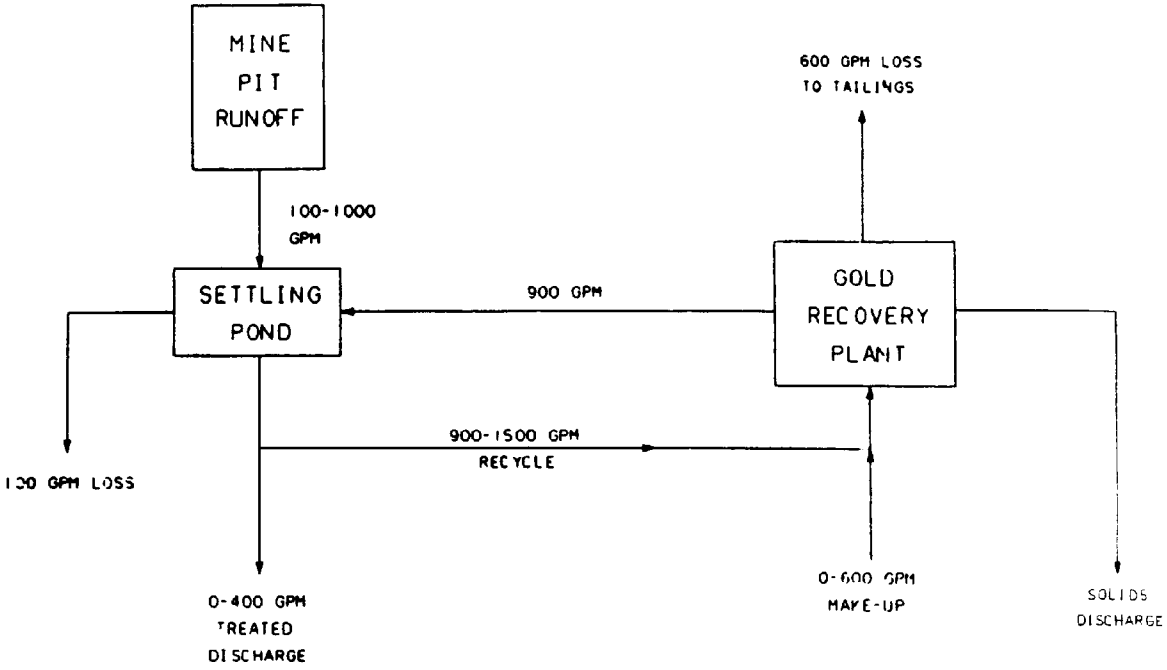 MINE
PIT
RUNOFF
600 GPM LOSS
TO TAILINGS
100-1000
GPM
SETTLING
POND
900 GPM
GOLD
RECOVERY
PLANT
900-1500 GPM
RECYCLE
100 GPM LOSS
0-400 GPM
TREATED
DISCHARGE
0-600 GPM
MAKE-UP
SOLIDS
DISCHARGE